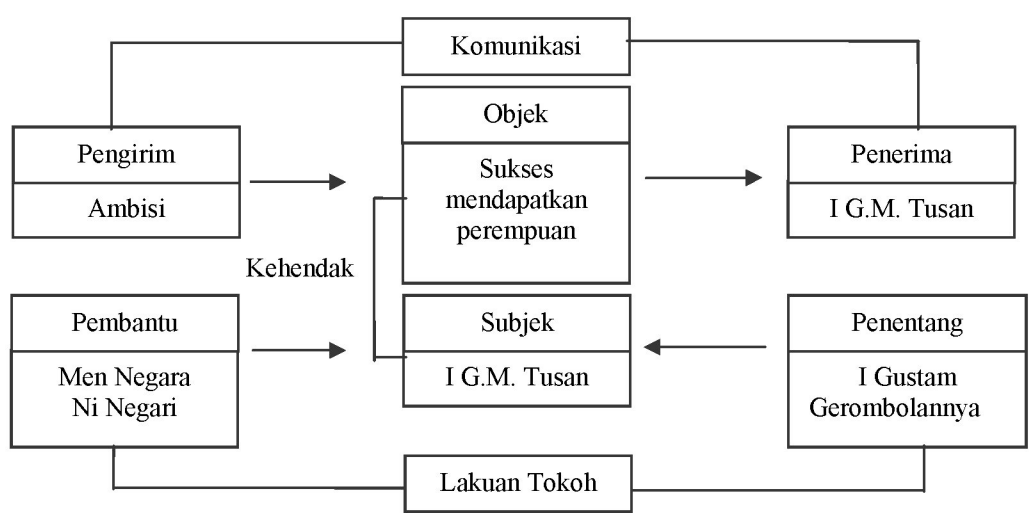 Komunikasi
Pengirim
Ambisi
Objek
Sukses
mendapatkan
perempuan
Penerima
I G.M. Tusan
Kehendak
Pembantu
Men Negara
Ni Negari
Subjek
I G.M. Tusan
Penentang
I Gustam
Gerombolannya
Lakuan Tokoh